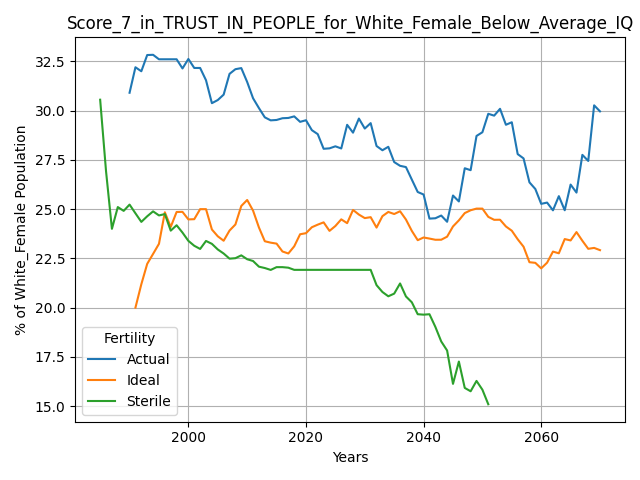 Score_7_in_TRUST_IN_PEOPLE_for_White_Female_Below_Average_IQ
% of White_Female Population
32.5
30.0
27.5
25.0
22.5
20.0
17.5
15.0
Fertility
Actual
Ideal
Sterile
2000
2020
2040
2060
Years